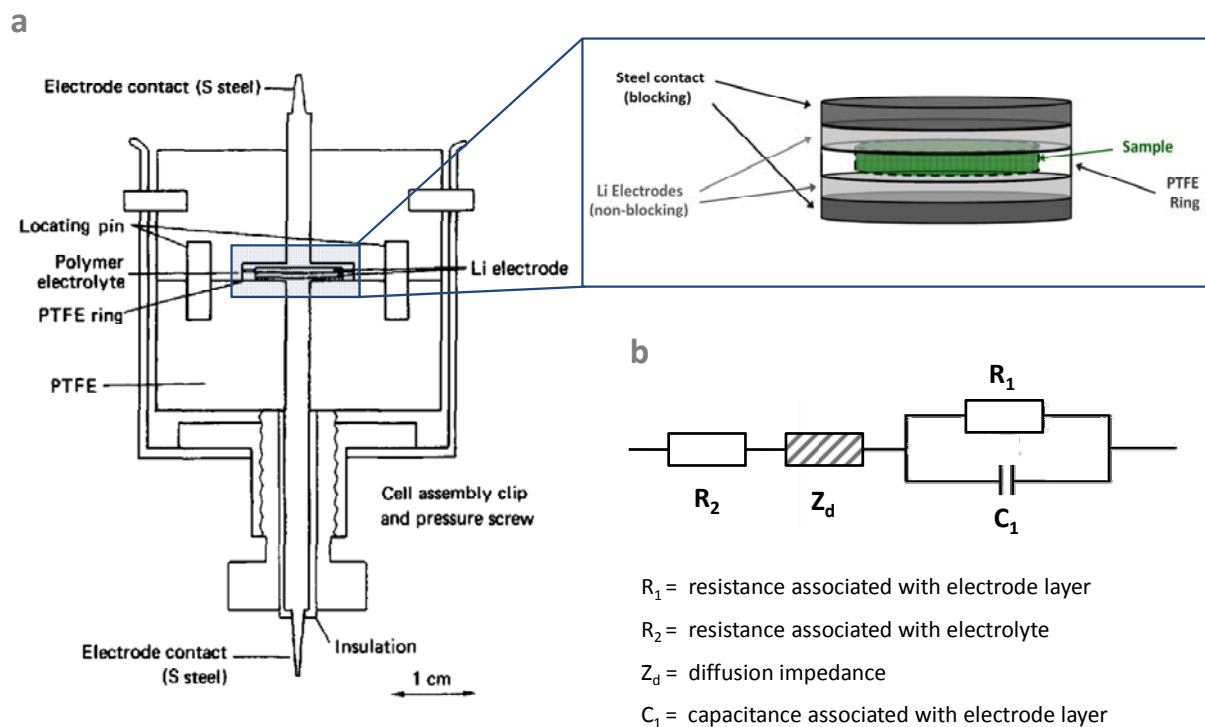 a
Electrode contact (S steel)
Locating pin
Polymer
electrolyte
PTFE ring
PTFE
Li electrode
Cell assembly clip
and pressure screw
Insulation
Electrode contact
(S steel)
1 cm
Steel contact
(blocking)
Li Electrodes
(non-blocking)
Sample
PTFE
Ring
b
R₁
R₂
Z_d
C₁
R₁ = resistance associated with electrode layer
R₂ = resistance associated with electrolyte
Z_d = diffusion impedance
C₁ = capacitance associated with electrode layer